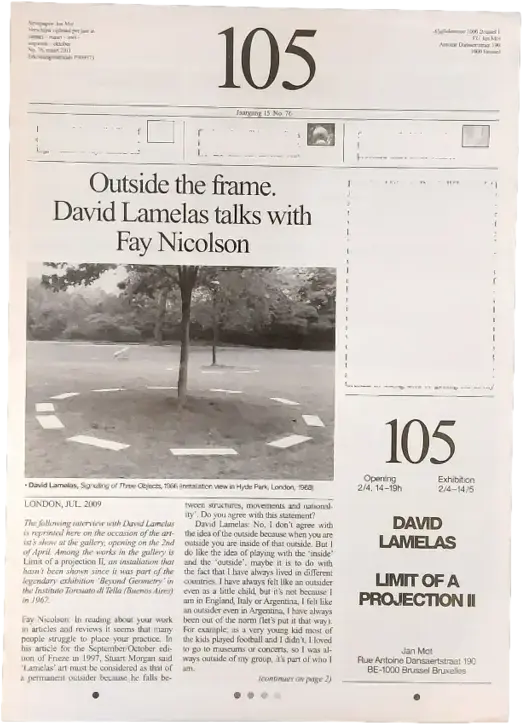 105
Jaargang 15 No. 76
Outside the frame.
David Lamelas talks with
Fay Nicolson
• David Lamelas, Signalling of Three Objects, 1966 (installation view in Hyde Park, London, 1968)
LONDON, JUL. 2009
The following interview with David Lamelas
is reprinted here on the occasion of the art-
ist's show at the gallery, opening on the 2nd
of April. Among the works in the gallery is
Limit of a projection II, an installation that
hasn't been shown since it was part of the
legendary exhibition 'Beyond Geometry' in
the Instituto Torcuato di Tella (Buenos Aires)
in 1967.
Fay Nicolson: In reading about your work
in articles and reviews it seems that many
people struggle to place your practice. In
his article for the September/October edi-
tion of Frieze in 1997, Stuart Morgan said
'Lamelas' art must be considered as that of
a permanent outsider because he falls be-
tween structures, movements and national-
ity'. Do you agree with this statement?
David Lamelas: No, I don't agree with
the idea of the outside because when you are
outside you are inside of that outside. But I
do like the idea of playing with the 'inside'
and the 'outside', maybe it is to do with
the fact that I have always lived in different
countries. I have always felt like an outsider
even as a little child, but it's not because I
am in England, Italy or Argentina, I felt like
an outsider even in Argentina, I have always
been out of the norm (let's put it that way).
For example; as a very young kid most of
the kids played football and I didn't, I loved
to go to museums or concerts, so I was al-
ways outside of my group, it's part of who I
am.
(continues on page 2)
105
Opening
2/4, 14–19h
Exhibition
2/4–14/5
DAVID
LAMELAS
LIMIT OF A
PROJECTION II
Jan Mot
Rue Antoine Dansaertstraat 190
BE-1000 Brussel Bruxelles